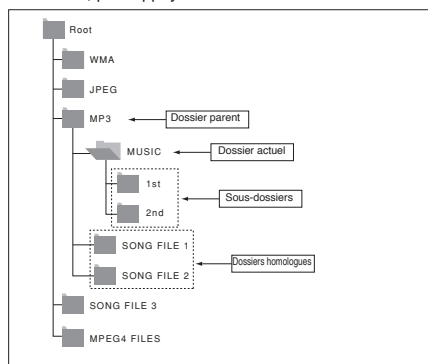 Root
WMA
JPEG
MP3 Dossier parent
MUSIC Dossier actuel
1st
Sous-dossiers
2nd
SONG FILE 1
Dossiers homologues
SONG FILE 2
SONG FILE 3
MPEG4 FILES